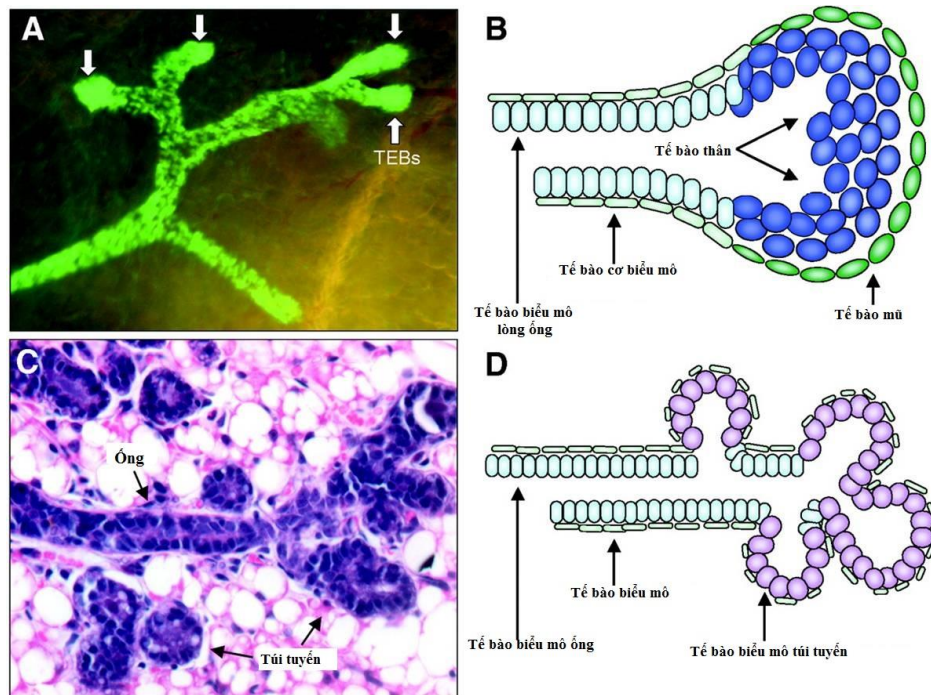 A
TEBs
B
Tế bào thân
Tế bào cơ biểu mô
Tế bào biểu mô
lòng ống
Tế bào mũ
C
Ống
Túi tuyến
D
Tế bào biểu mô
Tế bào biểu mô ống
Tế bào biểu mô túi tuyến